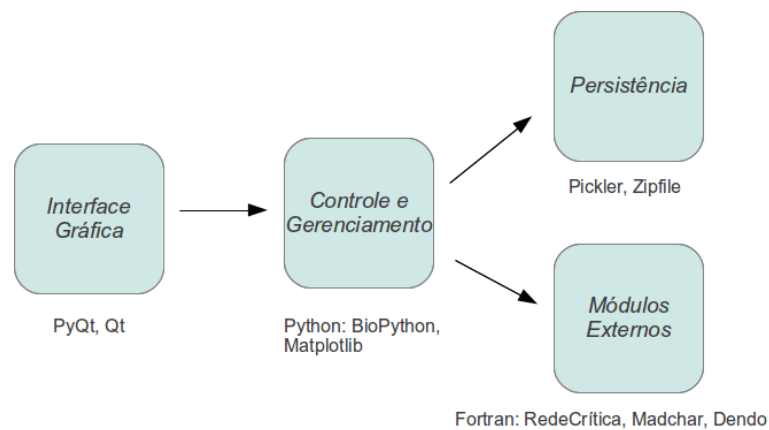 Interface
Gráfica
PyQt, Qt
Controle e
Gerenciamento
Python: BioPython,
Matplotlib
Persistência
Pickler, Zipfile
Módulos
Externos
Fortran: RedeCrítica, Madchar, Dendo